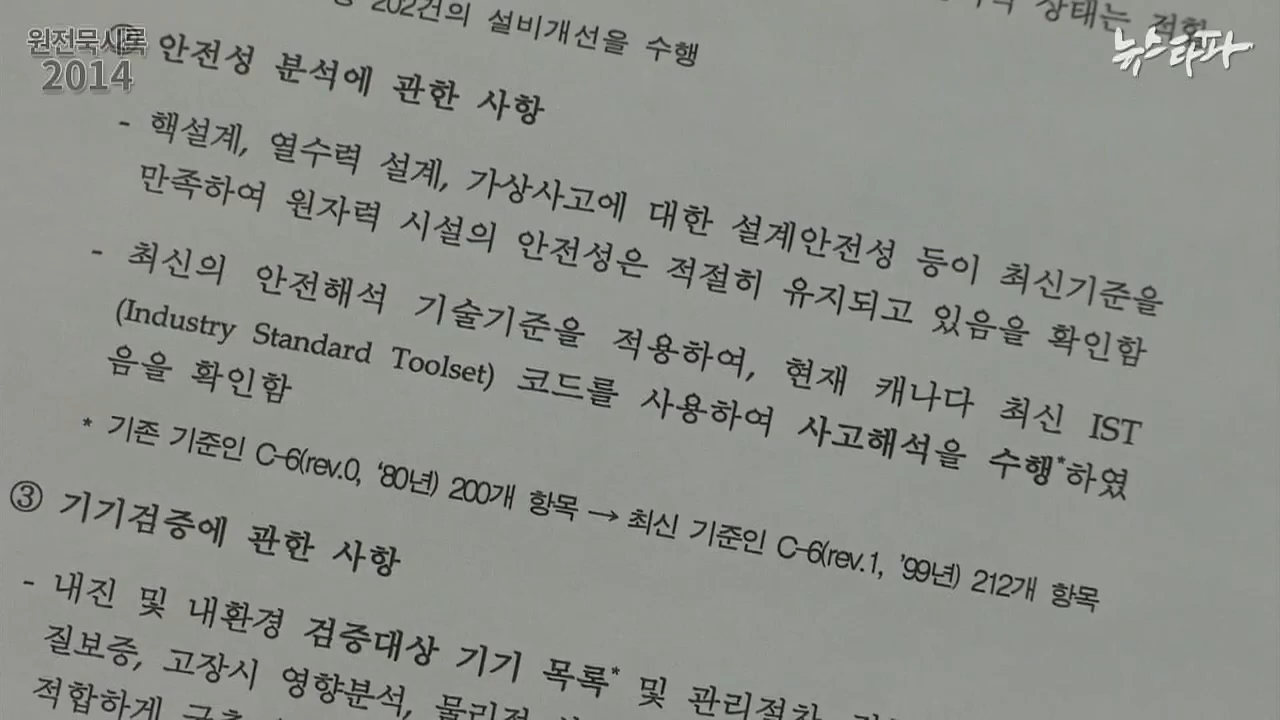 원전묵시록
2014
뉴스타파
202건의 설비개선을 수행
상태는 적합
안전성 분석에 관한 사항
- 핵설계, 열수력 설계, 가상사고에 대한 설계안전성 등이 최신기준을
만족하여 원자력 시설의 안전성은 적절히 유지되고 있음을 확인함
- 최신의 안전해석 기술기준을 적용하여, 현재 캐나다 최신 IST
(Industry Standard Toolset) 코드를 사용하여 사고해석을 수행*하였
음을 확인함
* 기존 기준인 C-6(rev.0, '80년) 200개 항목 → 최신 기준인 C-6(rev.1, '99년) 212개 항목
③ 기기검증에 관한 사항
- 내진 및 내환경 검증대상 기기 목록* 및 관리절차
질보증, 고장시 영향분석, 물리적
적합하게